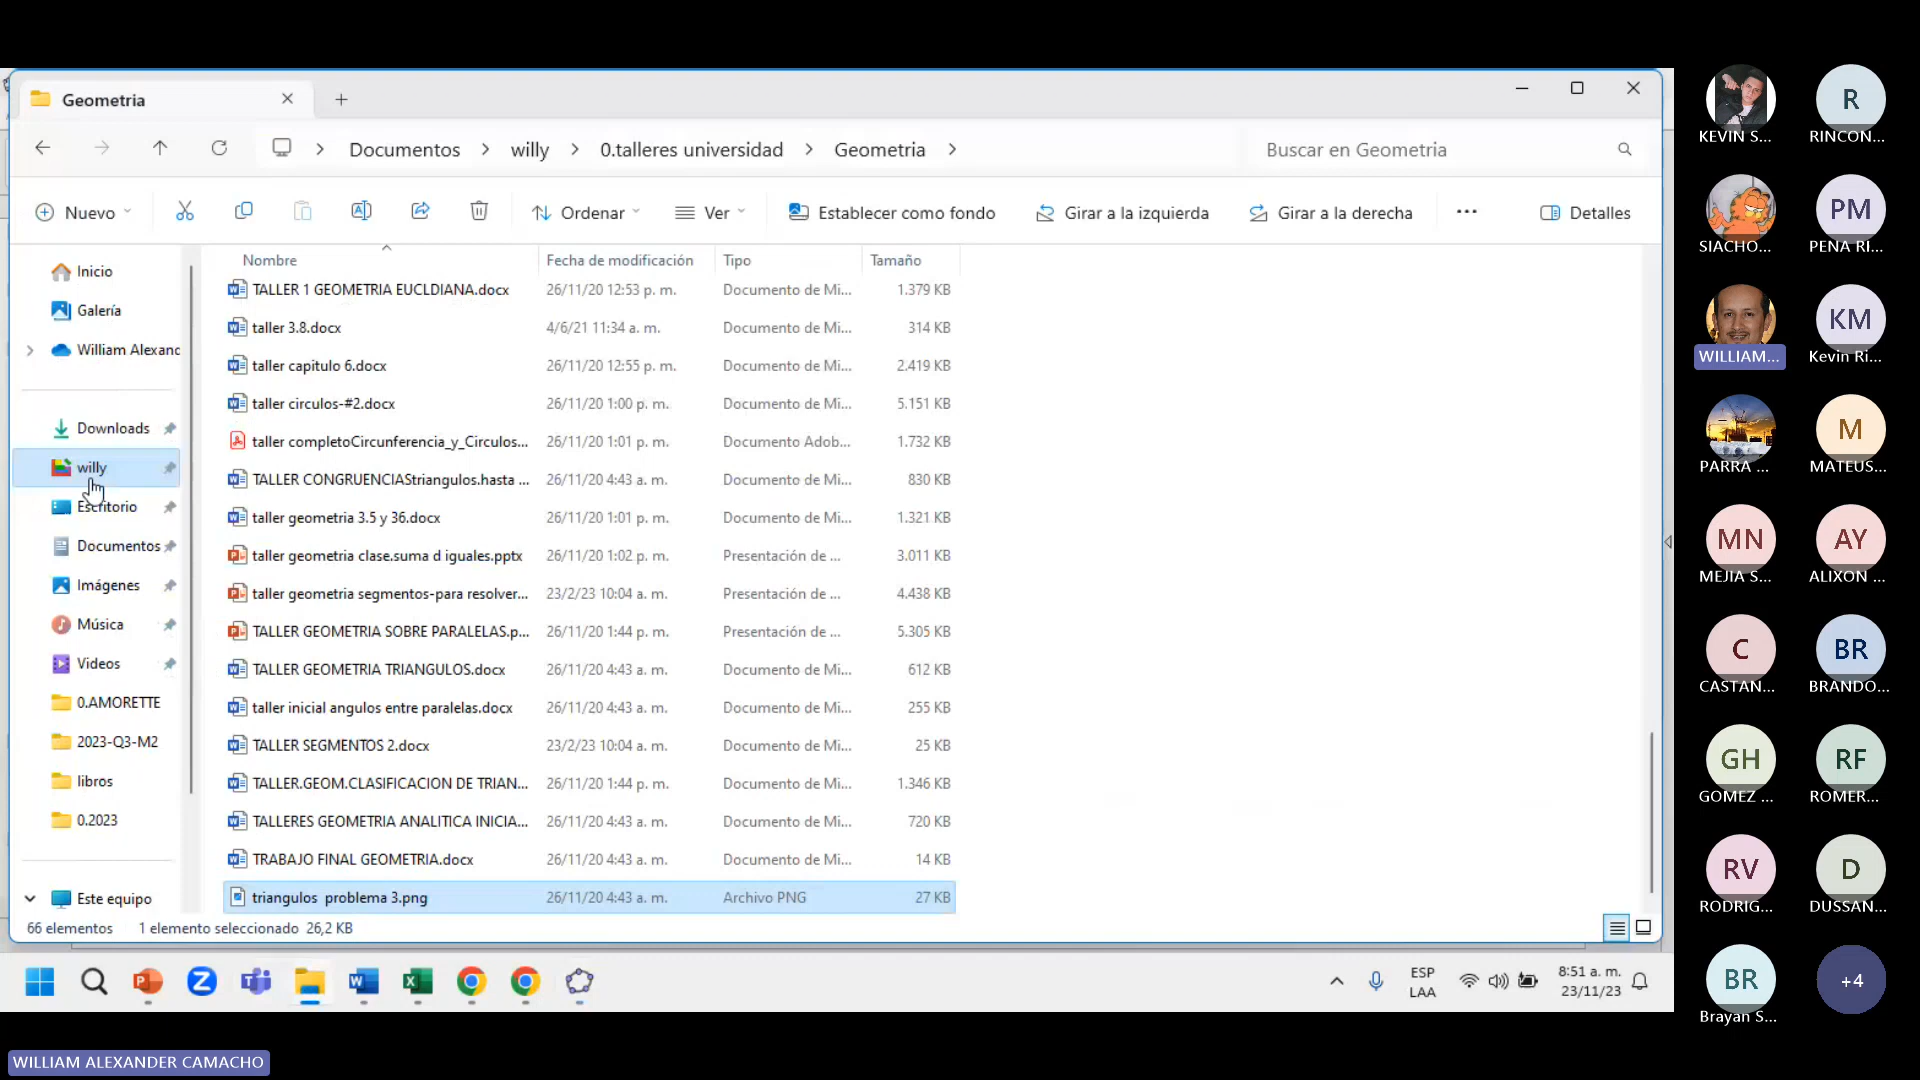 Geometria
Documentos > willy > 0.talleres universidad > Geometria >
Buscar en Geometria
Nuevo
Ordenar
Ver
Establecer como fondo
Girar a la izquierda
Girar a la derecha
...
Detalles
Inicio
Galería
William Alexanc
Downloads
willy
Escritorio
Documentos
Imágenes
Música
Videos
0.AMORETTE
2023-Q3-M2
libros
0.2023
Este equipo
Nombre Fecha de modificación Tipo Tamaño
TALLER 1 GEOMETRIA EUCLDIANA.docx 26/11/20 12:53 p. m. Documento de Mi... 1.379 KB
taller 3.8.docx 4/6/21 11:34 a. m. Documento de Mi... 314 KB
taller capitulo 6.docx 26/11/20 12:55 p. m. Documento de Mi... 2.419 KB
taller circulos-#2.docx 26/11/20 1:00 p. m. Documento de Mi... 5.151 KB
taller completoCircunferencia_y_Circulos... 26/11/20 1:01 p. m. Documento Adob... 1.732 KB
TALLER CONGRUENCIAStriangulos.hasta ... 26/11/20 4:43 a. m. Documento de Mi... 830 KB
taller geometria 3.5 y 36.docx 26/11/20 1:01 p. m. Documento de Mi... 1.321 KB
taller geometria clase.suma d iguales.pptx 26/11/20 1:02 p. m. Presentación de ... 3.011 KB
taller geometria segmentos-para resolver... 23/2/23 10:04 a. m. Presentación de ... 4.438 KB
TALLER GEOMETRIA SOBRE PARALELAS.p... 26/11/20 1:44 p. m. Presentación de ... 5.305 KB
TALLER GEOMETRIA TRIANGULOS.docx 26/11/20 4:43 a. m. Documento de Mi... 612 KB
taller inicial angulos entre paralelas.docx 26/11/20 4:43 a. m. Documento de Mi... 255 KB
TALLER SEGMENTOS 2.docx 23/2/23 10:04 a. m. Documento de Mi... 25 KB
TALLER.GEOM.CLASIFICACION DE TRIAN... 26/11/20 1:44 p. m. Documento de Mi... 1.346 KB
TALLERES GEOMETRIA ANALITICA INICIA... 26/11/20 4:43 a. m. Documento de Mi... 720 KB
TRABAJO FINAL GEOMETRIA.docx 26/11/20 4:43 a. m. Documento de Mi... 14 KB
triangulos problema 3.png 26/11/20 4:43 a. m. Archivo PNG 27 KB
66 elementos 1 elemento seleccionado 26,2 KB
ESP
LAA
8:51 a. m.
23/11/23
R
KEVIN S... RINCON...
PM
SIACHO... PENA RI...
KM
WILLIAM... Kevin Ri...
M
PARRA ... MATEUS...
MN AY
MEJIA S... ALIXON ...
C BR
CASTAN... BRANDO...
GH RF
GOMEZ ... ROMER...
RV D
RODRIG... DUSSAN...
BR +4
Brayan S...
WILLIAM ALEXANDER CAMACHO